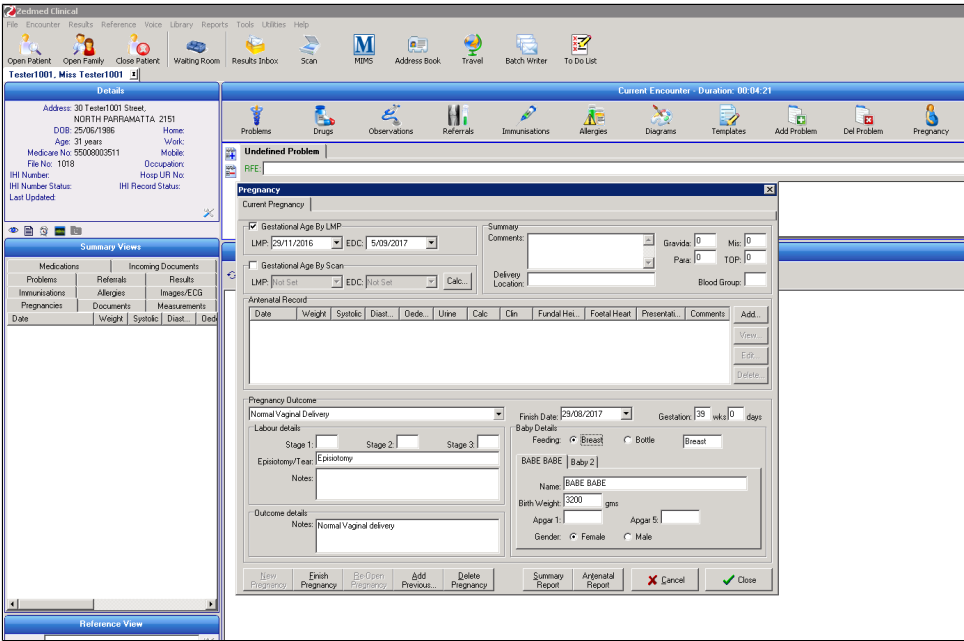 Zedmed Clinical
File Encounter Results Reference Voice Library Reports Tools Utilities Help
Open Patient Open Family Close Patient Waiting Room Results Inbox Scan MIMS Address Book Travel Batch Writer To Do List
Tester1001, Miss Tester1001
Details
Address: 30 Tester1001 Street,
NORTH PARRAMATTA 2151
DOB: 25/06/1986 Home:
Age: 31 years Work:
Medicare No: 55008003511 Mobile:
File No: 1018 Occupation:
IHI Number: Hosp UR No:
IHI Number Status: IHI Record Status:
Last Updated:
Summary Views
Medications Incoming Documents
Problems Referrals Results
Immunisations Allergies Images/ECG
Pregnancies Documents Measurements
Date Weight Systolic Diast... Oede
Reference View
Current Encounter - Duration: 00:04:21
Problems Drugs Observations Referrals Immunisations Allergies Diagrams Templates Add Problem Del Problem Pregnancy
Undefined Problem
RFE:
Pregnancy
Current Pregnancy
Gestational Age By LMP
LMP: 29/11/2016 EDC: 5/09/2017
Gestational Age By Scan
LMP: Not Set EDC: Not Set Calc...
Summary
Comments: Gravida: 0 Mis: 0
Para: 0 TOP: 0
Delivery Location: Blood Group:
Antenatal Record
Date Weight Systolic Diast... Oede... Urine Calc Clin Fundal Hei... Foetal Heart Presentati... Comments
Add...
View...
Edit...
Delete...
Pregnancy Outcome
Normal Vaginal Delivery Finish Date: 29/08/2017 Gestation: 39 wks 0 days
Labour details
Stage 1: Stage 2: Stage 3:
Episiotomy/Tear: Episiotomy
Notes:
Outcome details
Notes: Normal Vaginal delivery
Baby Details
Feeding: Breast Bottle Breast
BABE BABE Baby 2
Name: BABE BABE
Birth Weight: 3200 gms
Apgar 1: Apgar 5:
Gender: Female Male
New Pregnancy Finish Pregnancy Re-Open Pregnancy Add Previous... Delete Pregnancy Summary Report Antenatal Report Cancel Close